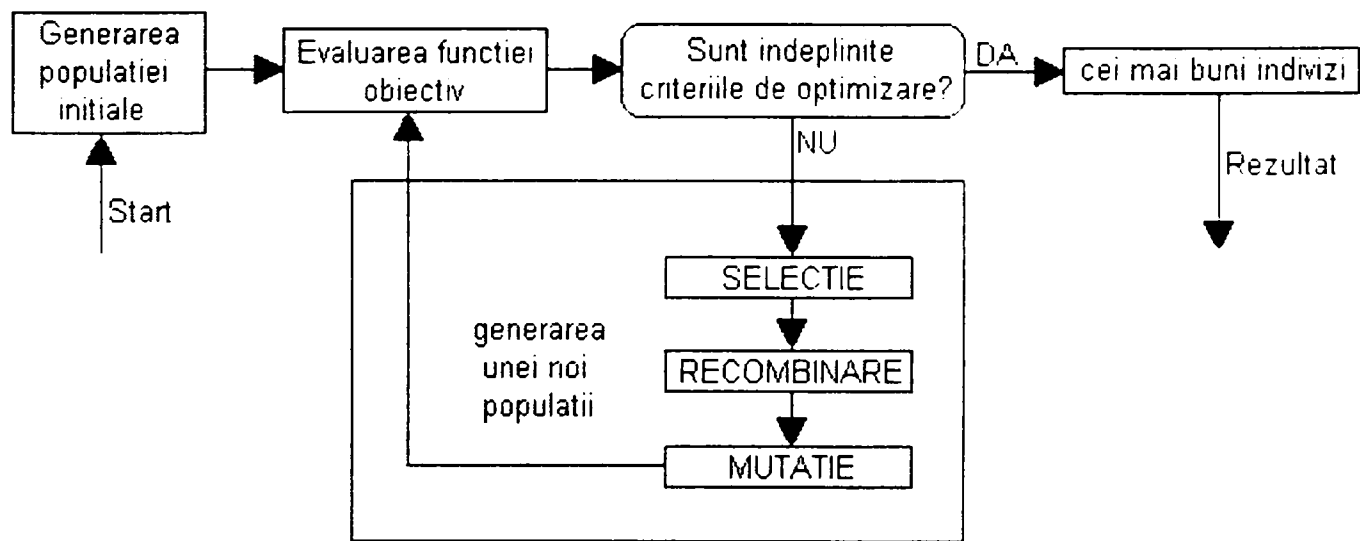 Generarea
populatiei
initiale
Start
Evaluarea functiei
obiectiv
Sunt indeplinite
criteriile de optimizare?
DA
cei mai buni indivizi
Rezultat
NU
SELECTIE
RECOMBINARE
MUTATIE
generarea
unei noi
populatii